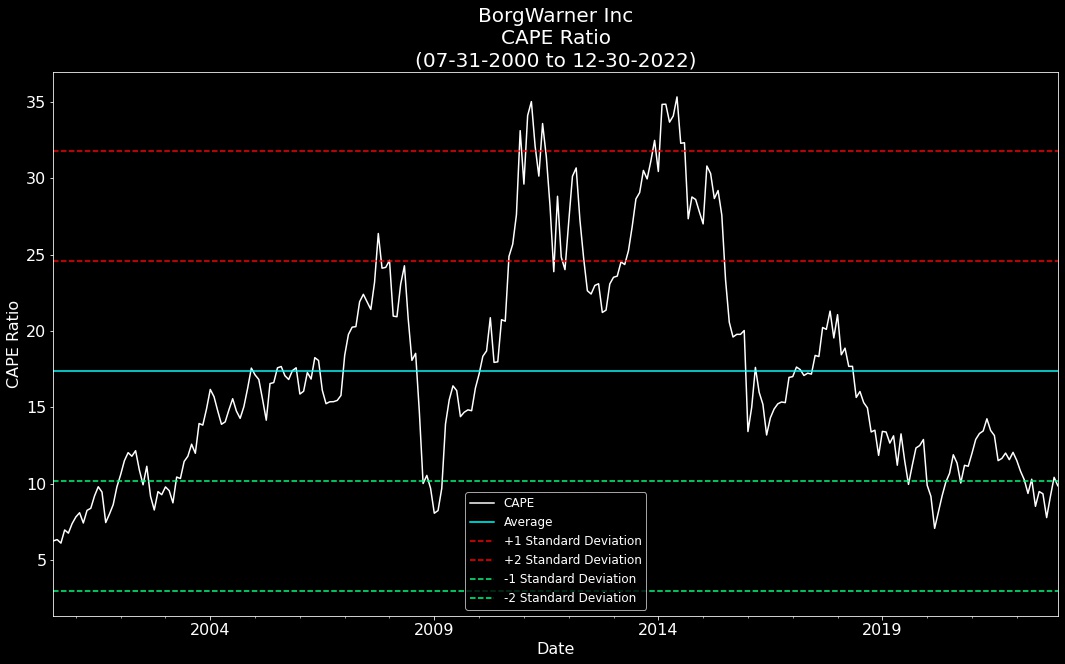 BorgWarner Inc
CAPE Ratio
(07-31-2000 to 12-30-2022)
CAPE Ratio
35
30
25
20
15
10
5
CAPE
Average
+1 Standard Deviation
+2 Standard Deviation
-1 Standard Deviation
-2 Standard Deviation
2004
2009
2014
2019
Date